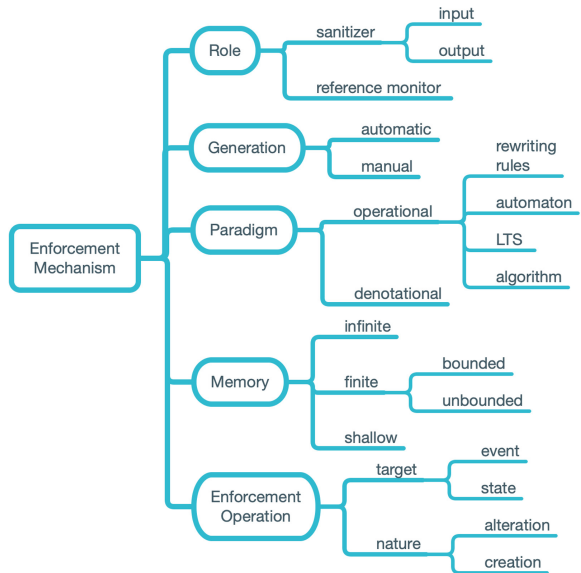 Enforcement
Mechanism
Role
sanitizer
input
output
reference monitor
Generation
automatic
manual
Paradigm
operational
rewriting
rules
automaton
LTS
algorithm
denotational
Memory
infinite
finite
bounded
unbounded
shallow
Enforcement
Operation
target
event
state
nature
alteration
creation